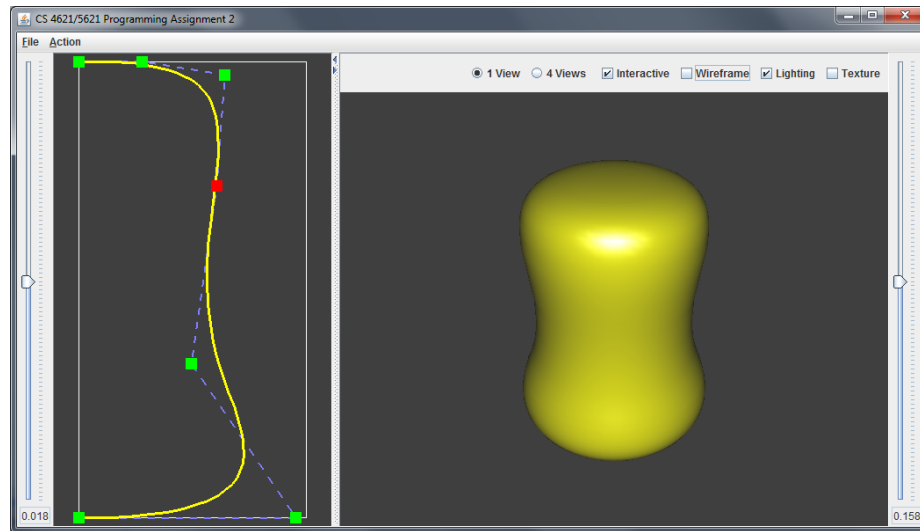 CS 4621/5621 Programming Assignment 2
File Action
1 View 4 Views Interactive Wireframe Lighting Texture
0.018 0.158